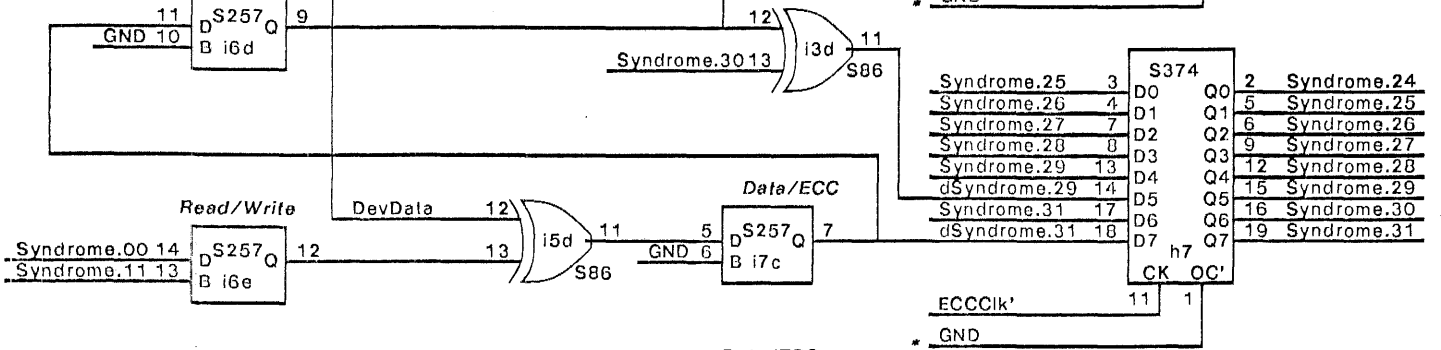 * GND
11 D S257 Q 9
GND 10 B i6d
12
i3d 11
Syndrome.30 13
S86
S374
Syndrome.25 3 D0 Q0 2 Syndrome.24
Syndrome.26 4 D1 Q1 5 Syndrome.25
Syndrome.27 7 D2 Q2 6 Syndrome.26
Syndrome.28 8 D3 Q3 9 Syndrome.27
Syndrome.29 13 D4 Q4 12 Syndrome.28
dSyndrome.29 14 D5 Q5 15 Syndrome.29
Syndrome.31 17 D6 Q6 16 Syndrome.30
dSyndrome.31 18 D7 Q7 19 Syndrome.31
h7
CK OC'
11 1
ECCClk'
* GND
Data/ECC
Read/Write
DevData 12
i5d 11
13
S86
5 D S257 Q 7
GND 6 B i7c
Syndrome.00 14 D S257 Q 12
Syndrome.11 13 B i6e